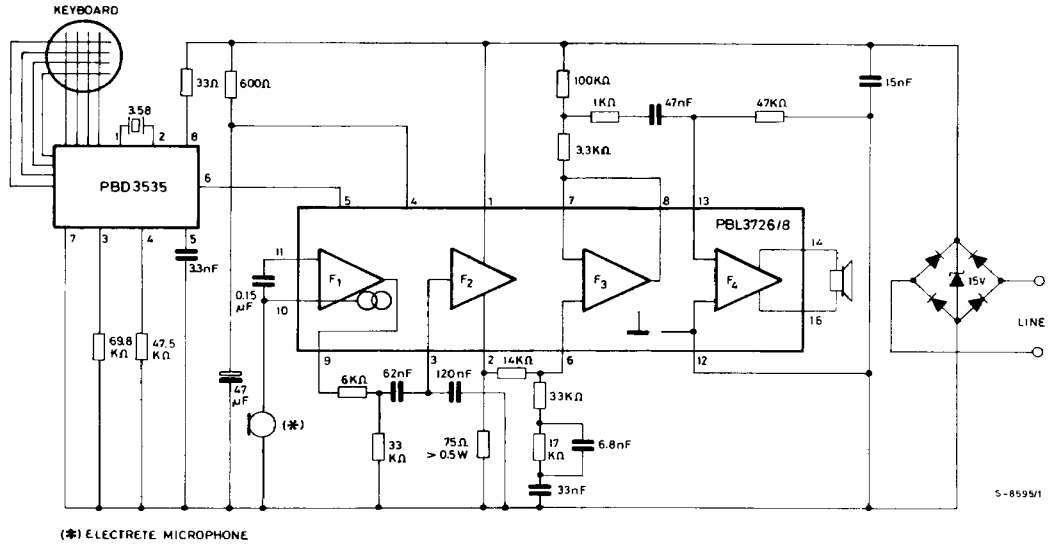 KEYBOARD
3.58
1
2
8
33Ω
600Ω
100KΩ
1KΩ
47nF
47KΩ
15nF
3.3KΩ
PBD3535
6
7
3
4
5
3.3nF
5
4
1
7
8
13
PBL3726/8
11
0.15
µF
10
F1
F2
F3
F4
14
16
15V
LINE
9
3
2
6
12
69.8
KΩ
47.5
KΩ
47
µF
(*)
6KΩ
62nF
120nF
14KΩ
33
KΩ
75Ω
> 0.5W
33KΩ
17
KΩ
6.8nF
33nF
S-8595/1
(*) ELECTRETE MICROPHONE